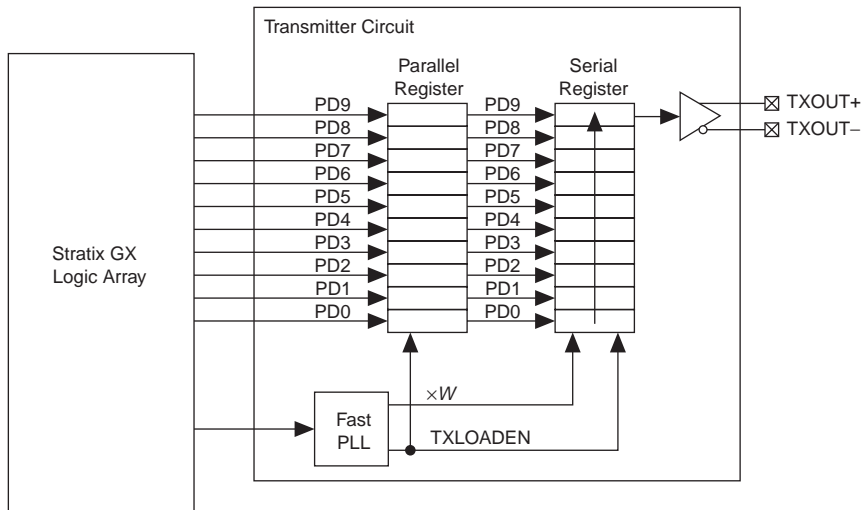 Transmitter Circuit
Parallel
Register
Serial
Register
PD9 PD9
PD8 PD8
PD7 PD7
PD6 PD6
PD5 PD5
PD4 PD4
PD3 PD3
PD2 PD2
PD1 PD1
PD0 PD0
TXOUT+
TXOUT−
Stratix GX
Logic Array
×W
Fast
PLL
TXLOADEN